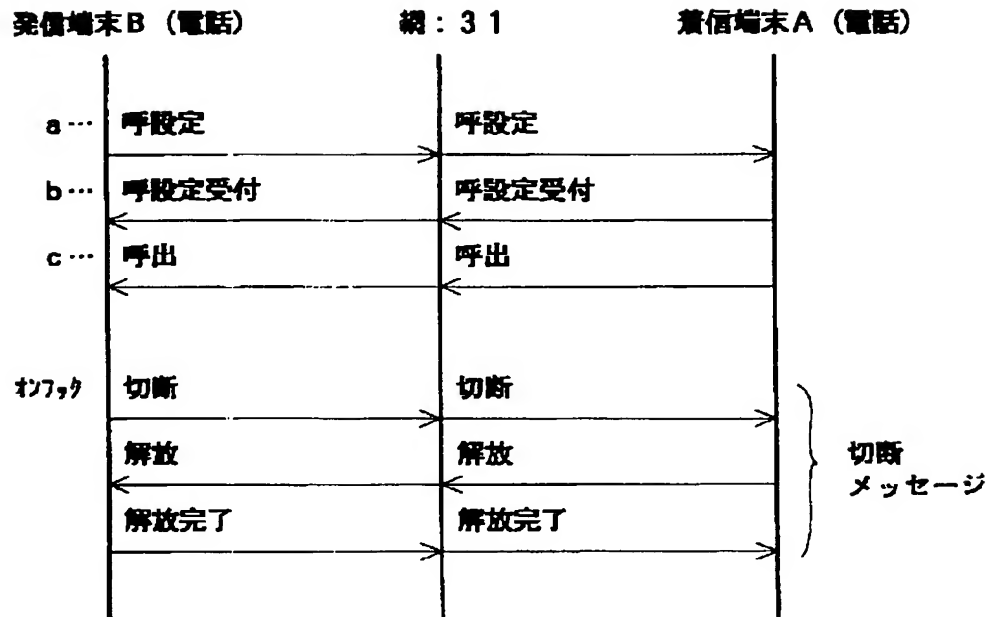 発信端末B（電話） 網：31 着信端末A（電話）
a… 呼設定 呼設定
b… 呼設定受付 呼設定受付
c… 呼出 呼出
オンフック 切断 切断
解放 解放
切断
メッセージ
解放完了 解放完了